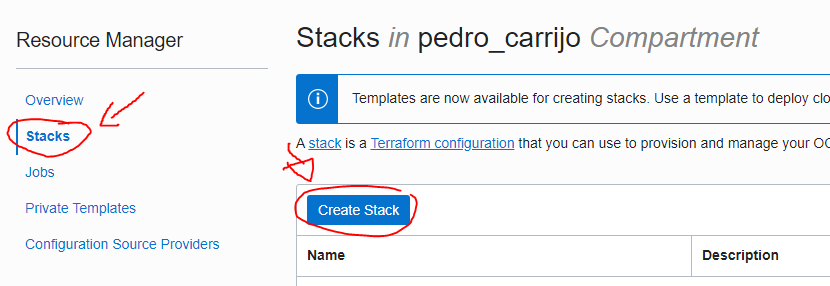 Resource Manager
Overview
Stacks
Jobs
Private Templates
Configuration Source Providers
Stacks in pedro_carrijo Compartment
Templates are now available for creating stacks. Use a template to deploy clo
A stack is a Terraform configuration that you can use to provision and manage your OC
Create Stack
Name Description